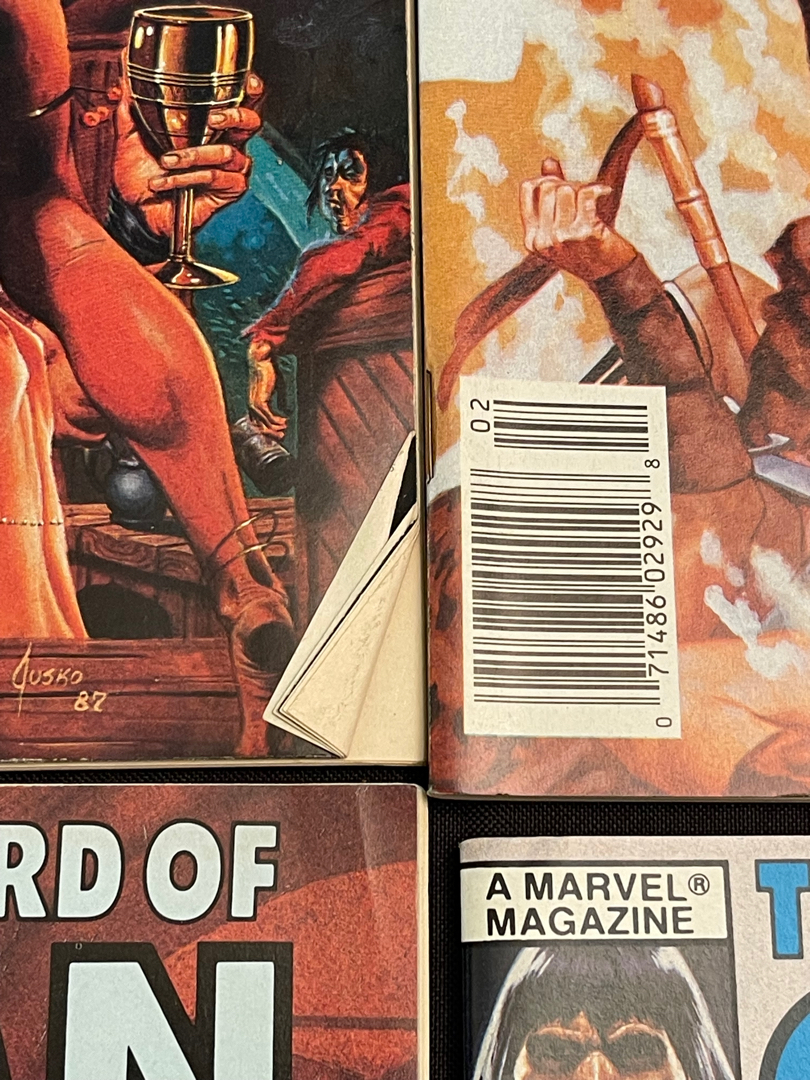 02
0 71486 02929 8
Jusko
87
RD OF
AN
A MARVEL®
MAGAZINE
T